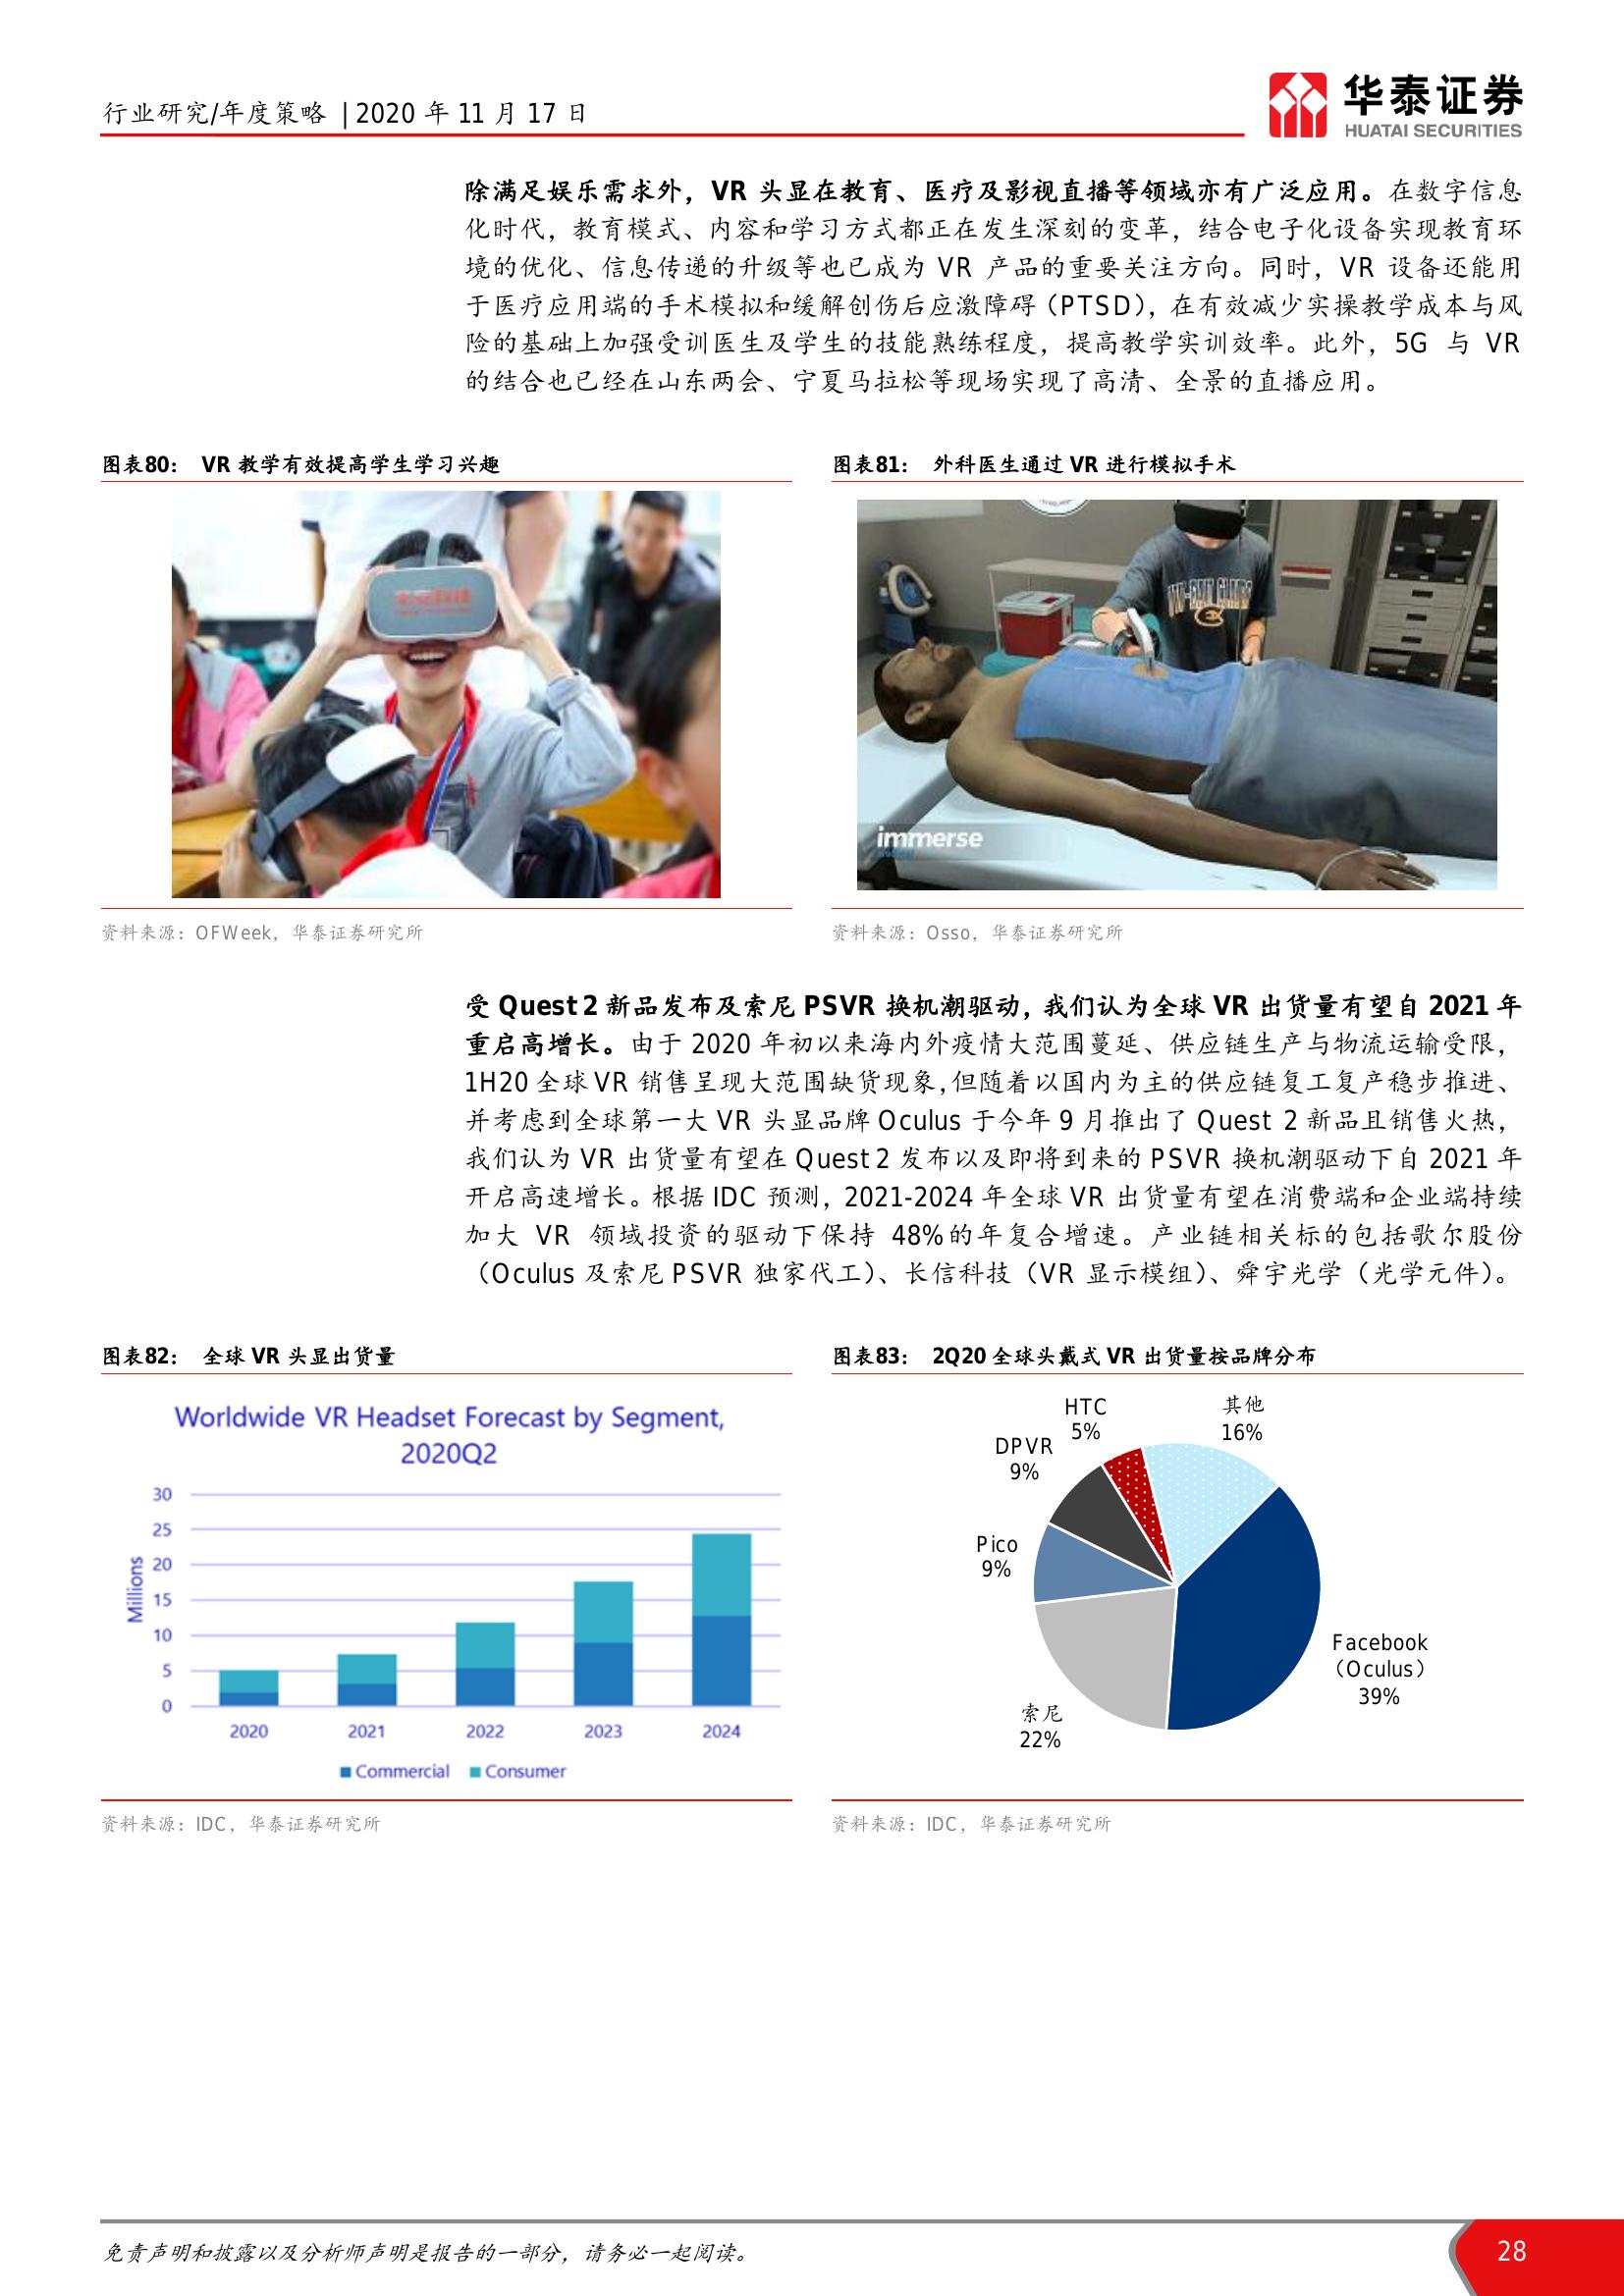 行业研究/年度策略 | 2020 年 11 月 17 日
华泰证券
HUATAI SECURITIES
除满足娱乐需求外，VR 头显在教育、医疗及影视直播等领域亦有广泛应用。在数字信息
化时代，教育模式、内容和学习方式都正在发生深刻的变革，结合电子化设备实现教育环
境的优化、信息传递的升级等也已成为 VR 产品的重要关注方向。同时，VR 设备还能用
于医疗应用端的手术模拟和缓解创伤后应激障碍（PTSD），在有效减少实操教学成本与风
险的基础上加强受训医生及学生的技能熟练程度，提高教学实训效率。此外，5G 与 VR
的结合也已经在山东两会、宁夏马拉松等现场实现了高清、全景的直播应用。
图表80： VR 教学有效提高学生学习兴趣
图表81： 外科医生通过 VR 进行模拟手术
immerse
资料来源：OFWeek，华泰证券研究所
资料来源：Osso，华泰证券研究所
受 Quest 2 新品发布及索尼 PSVR 换机潮驱动，我们认为全球 VR 出货量有望自 2021 年
重启高增长。由于 2020 年初以来海内外疫情大范围蔓延、供应链生产与物流运输受限，
1H20 全球 VR 销售呈现大范围缺货现象，但随着以国内为主的供应链复工复产稳步推进、
并考虑到全球第一大 VR 头显品牌 Oculus 于今年 9 月推出了 Quest 2 新品且销售火热，
我们认为 VR 出货量有望在 Quest 2 发布以及即将到来的 PSVR 换机潮驱动下自 2021 年
开启高速增长。根据 IDC 预测，2021-2024 年全球 VR 出货量有望在消费端和企业端持续
加大 VR 领域投资的驱动下保持 48%的年复合增速。产业链相关标的包括歌尔股份
（Oculus 及索尼 PSVR 独家代工）、长信科技（VR 显示模组）、舜宇光学（光学元件）。
图表82： 全球 VR 头显出货量
图表83： 2Q20 全球头戴式 VR 出货量按品牌分布
Worldwide VR Headset Forecast by Segment,
2020Q2
Millions
30
25
20
15
10
5
0
2020 2021 2022 2023 2024
Commercial Consumer
HTC
5%
其他
16%
DPVR
9%
Pico
9%
Facebook
（Oculus）
39%
索尼
22%
资料来源：IDC，华泰证券研究所
资料来源：IDC，华泰证券研究所
免责声明和披露以及分析师声明是报告的一部分，请务必一起阅读。
28